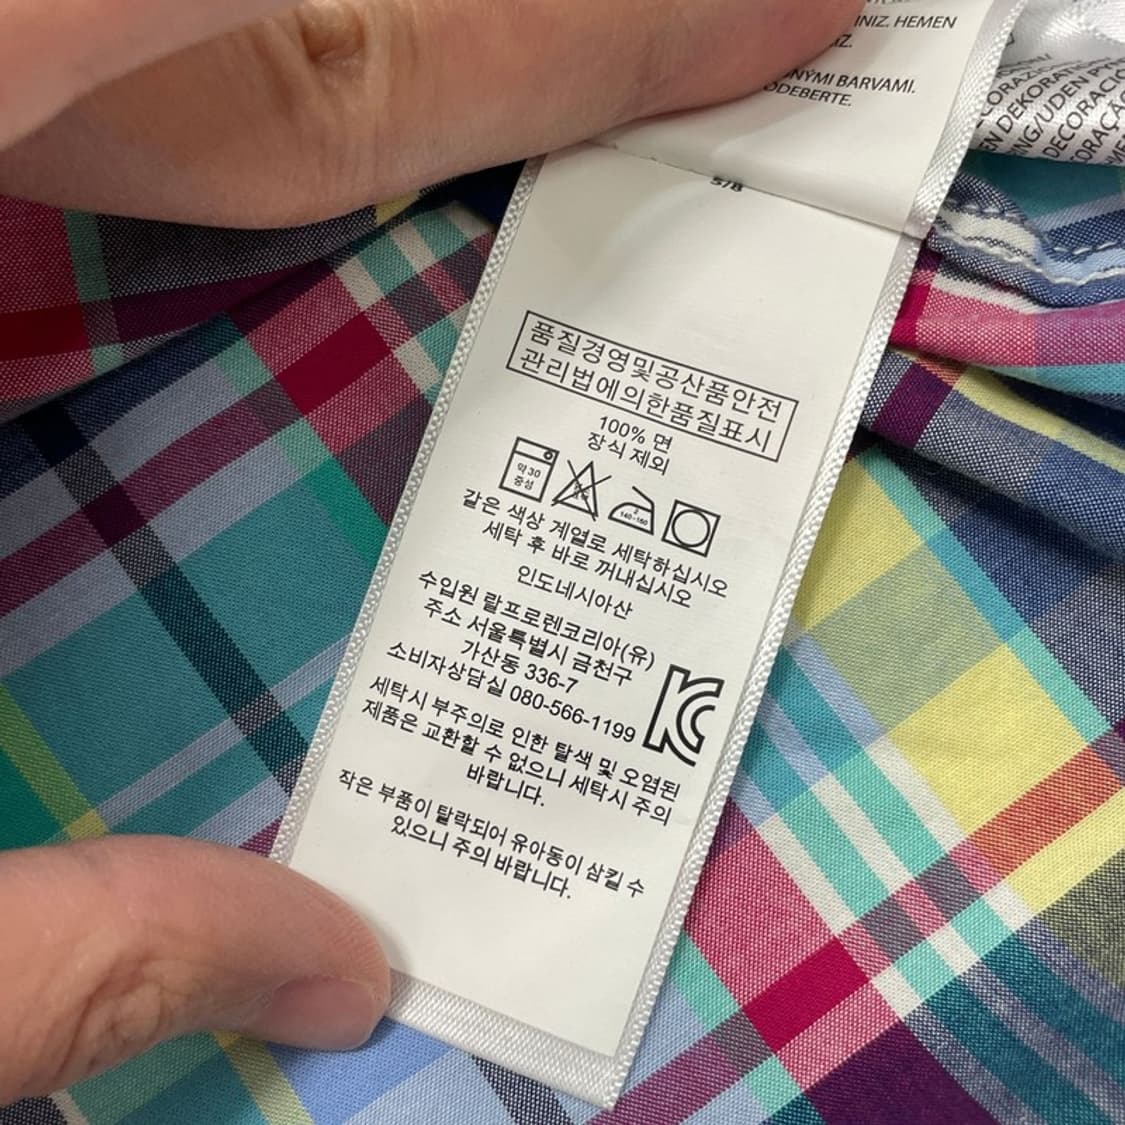 INIZ. HEMEN
IZ.
NÝMI BARVAMI.
ODEBERTE.
5/8
품질경영및공산품안전
관리법에의한품질표시
100% 면
장식 제외
약 30
중성
2
140-160
같은 색상 계열로 세탁하십시오
세탁 후 바로 꺼내십시오
인도네시아산
수입원 랄프로렌코리아(유)
주소 서울특별시 금천구
가산동 336-7
소비자상담실 080-566-1199
세탁시 부주의로 인한 탈색 및 오염된
제품은 교환할 수 없으니 세탁시 주의
바랍니다.
작은 부품이 탈락되어 유아동이 삼킬 수
있으니 주의 바랍니다.